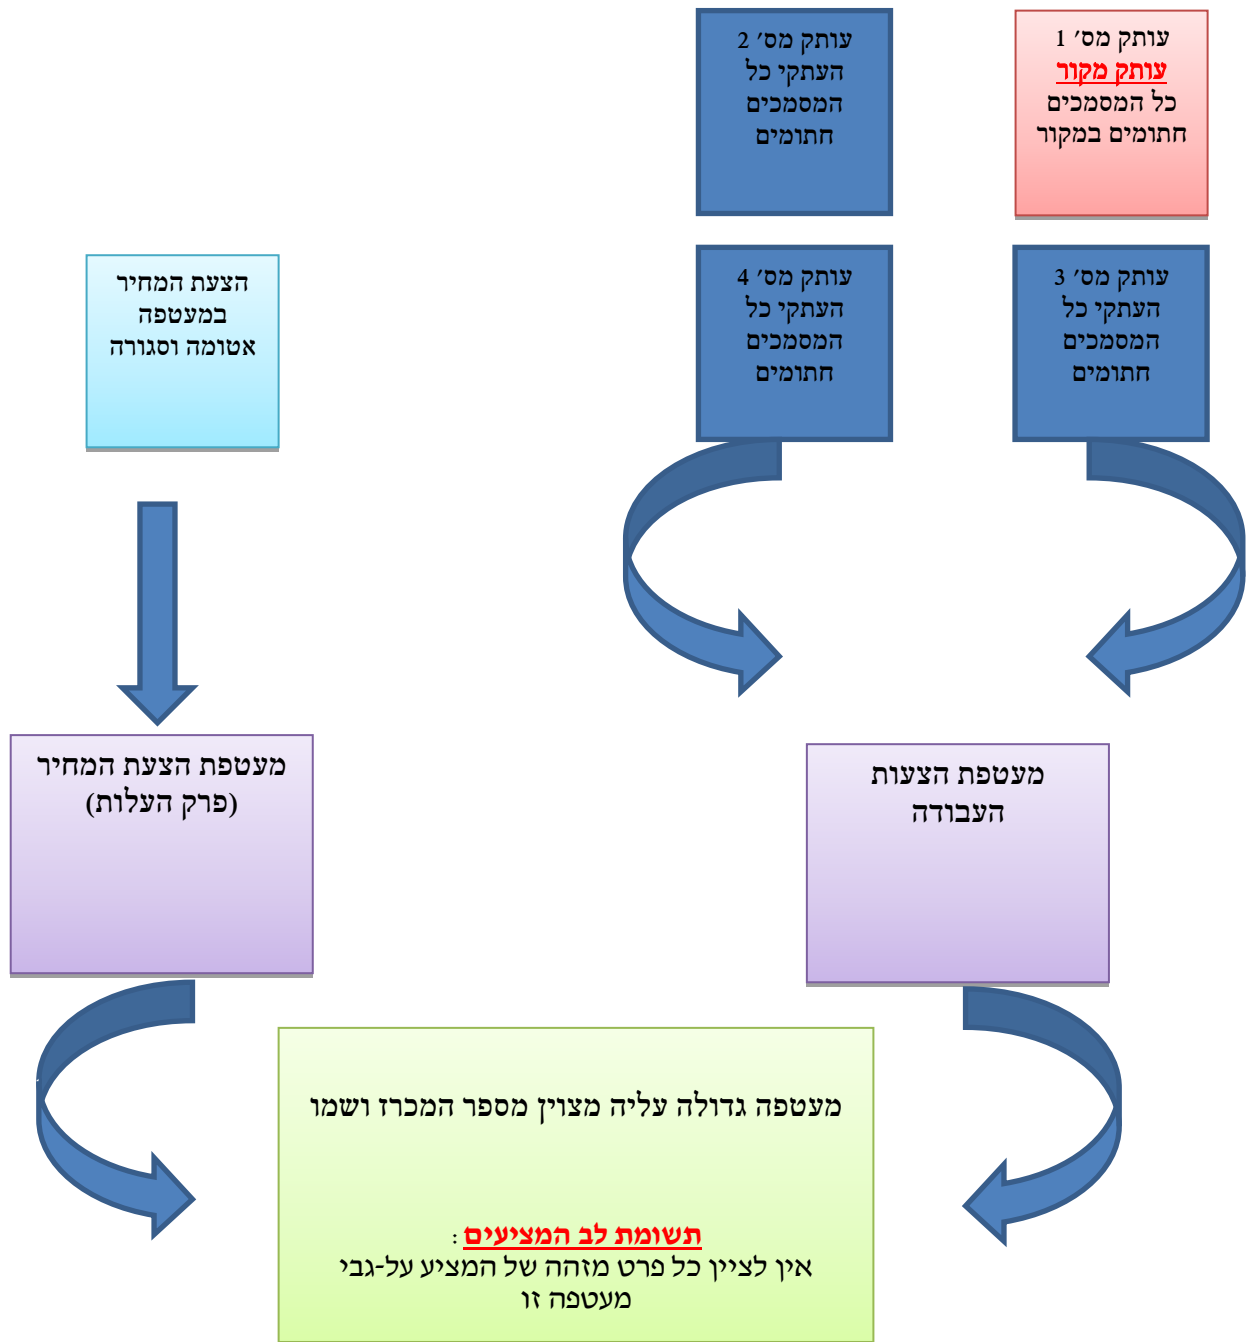 עותק מס׳ 1
עותק מקור
כל המסמכים
חתומים במקור
עותק מס׳ 2
העתקי כל
המסמכים
חתומים
עותק מס׳ 3
העתקי כל
המסמכים
חתומים
עותק מס׳ 4
העתקי כל
המסמכים
חתומים
הצעת המחיר
במעטפה
אטומה וסגורה
מעטפת הצעות
העבודה
מעטפת הצעת המחיר
(פרק העלות)
מעטפה גדולה עליה מצוין מספר המכרז ושמו
תשומת לב המציעים:
אין לציין כל פרט מזהה של המציע על-גבי
מעטפה זו